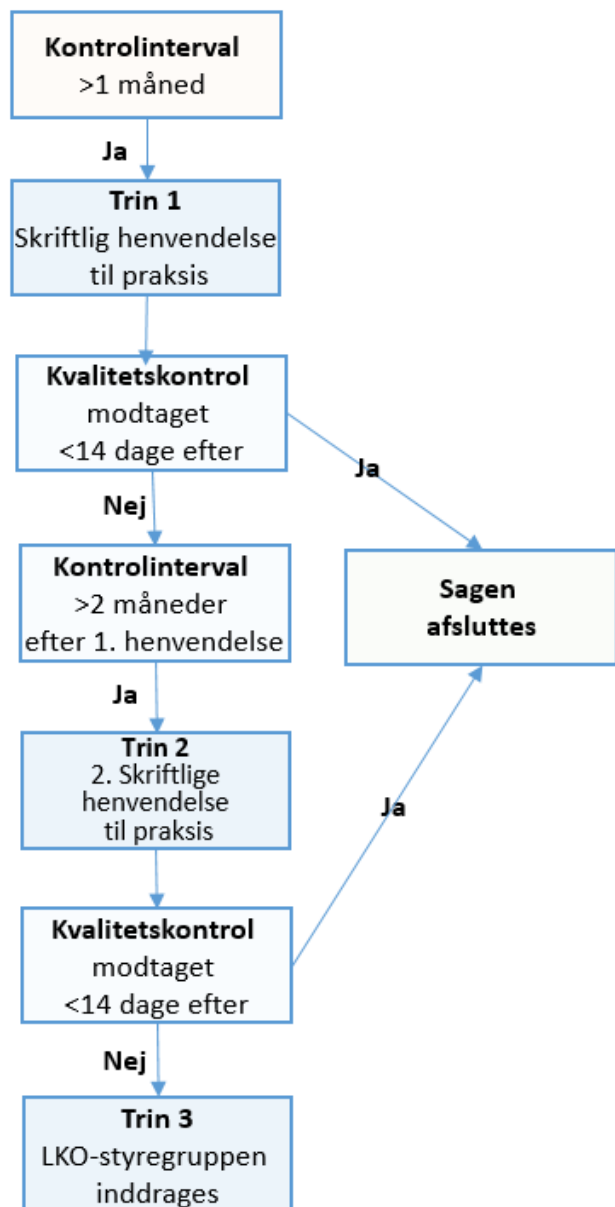 Kontrolinterval
>1 måned
Ja
Trin 1
Skriftlig henvendelse
til praksis
Kvalitetskontrol
modtaget
<14 dage efter
Ja
Nej
Kontrolinterval
>2 måneder
efter 1. henvendelse
Sagen
afsluttes
Ja
Trin 2
2. Skriftlige
henvendelse
til praksis
Ja
Kvalitetskontrol
modtaget
<14 dage efter
Nej
Trin 3
LKO-styregruppen
inddrages